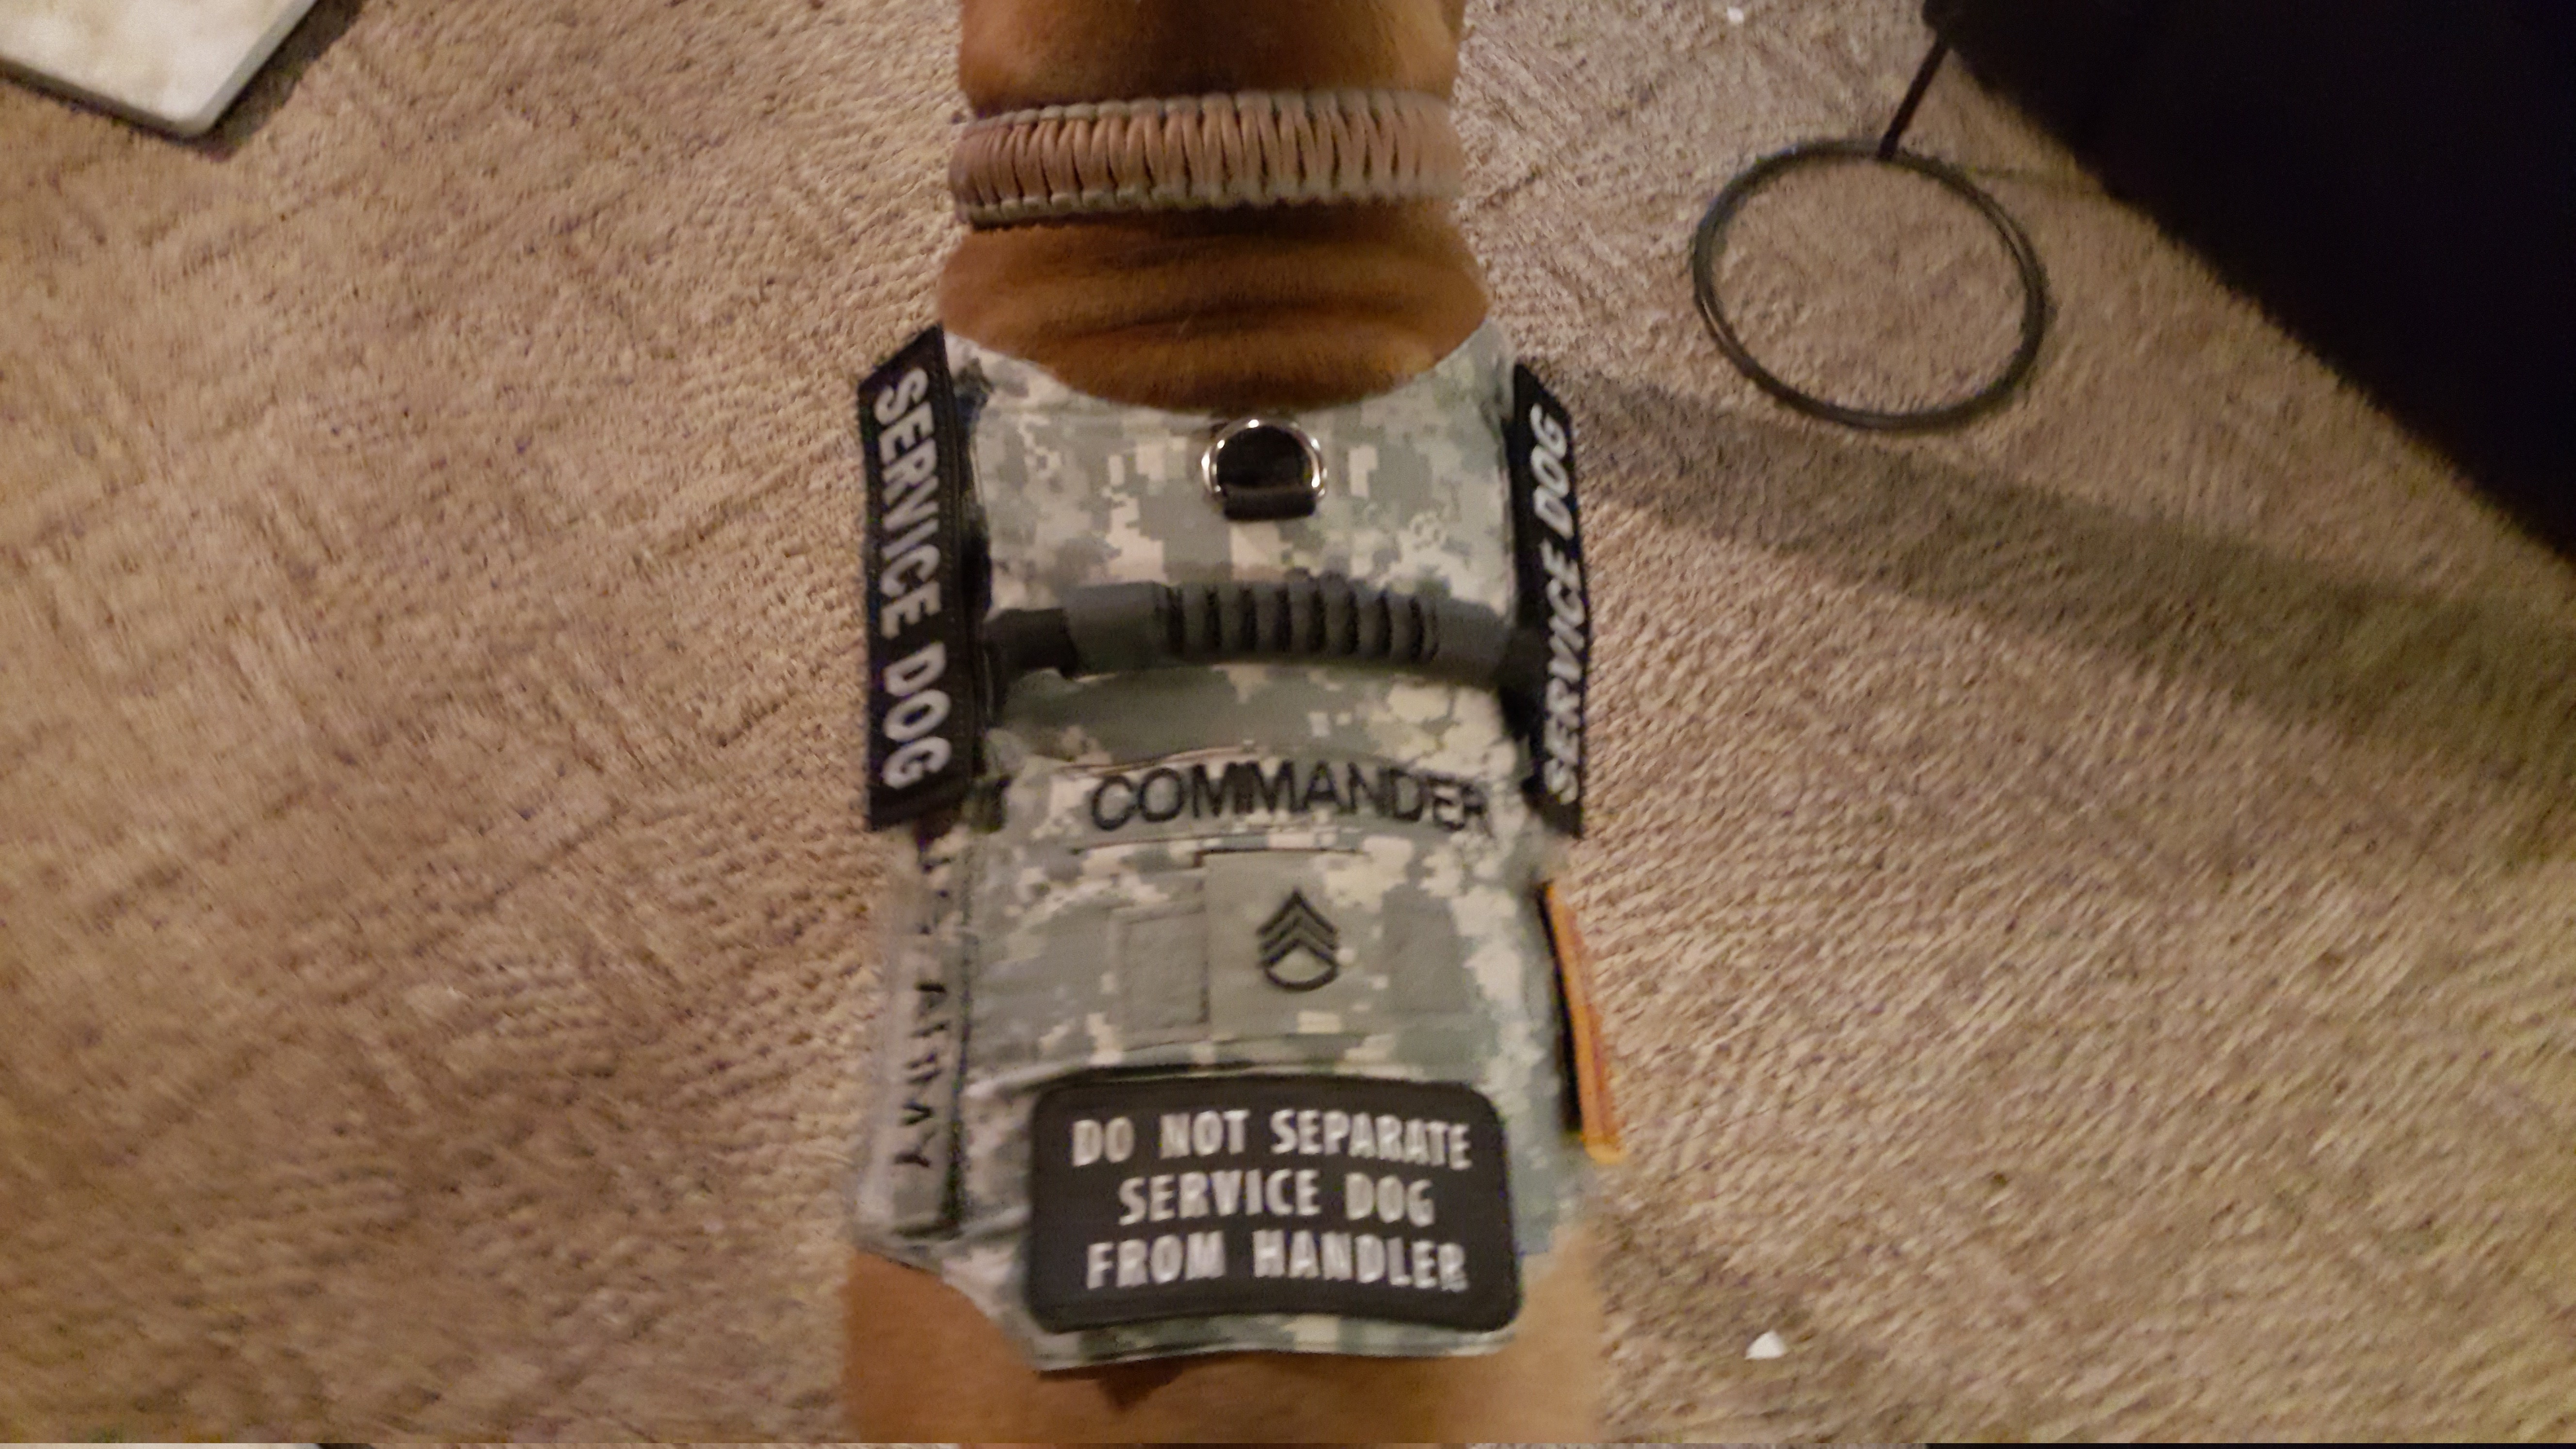 SERVICE DOG
SERVICE DOG
COMMANDER
ARMY
DO NOT SEPARATE
SERVICE DOG
FROM HANDLER